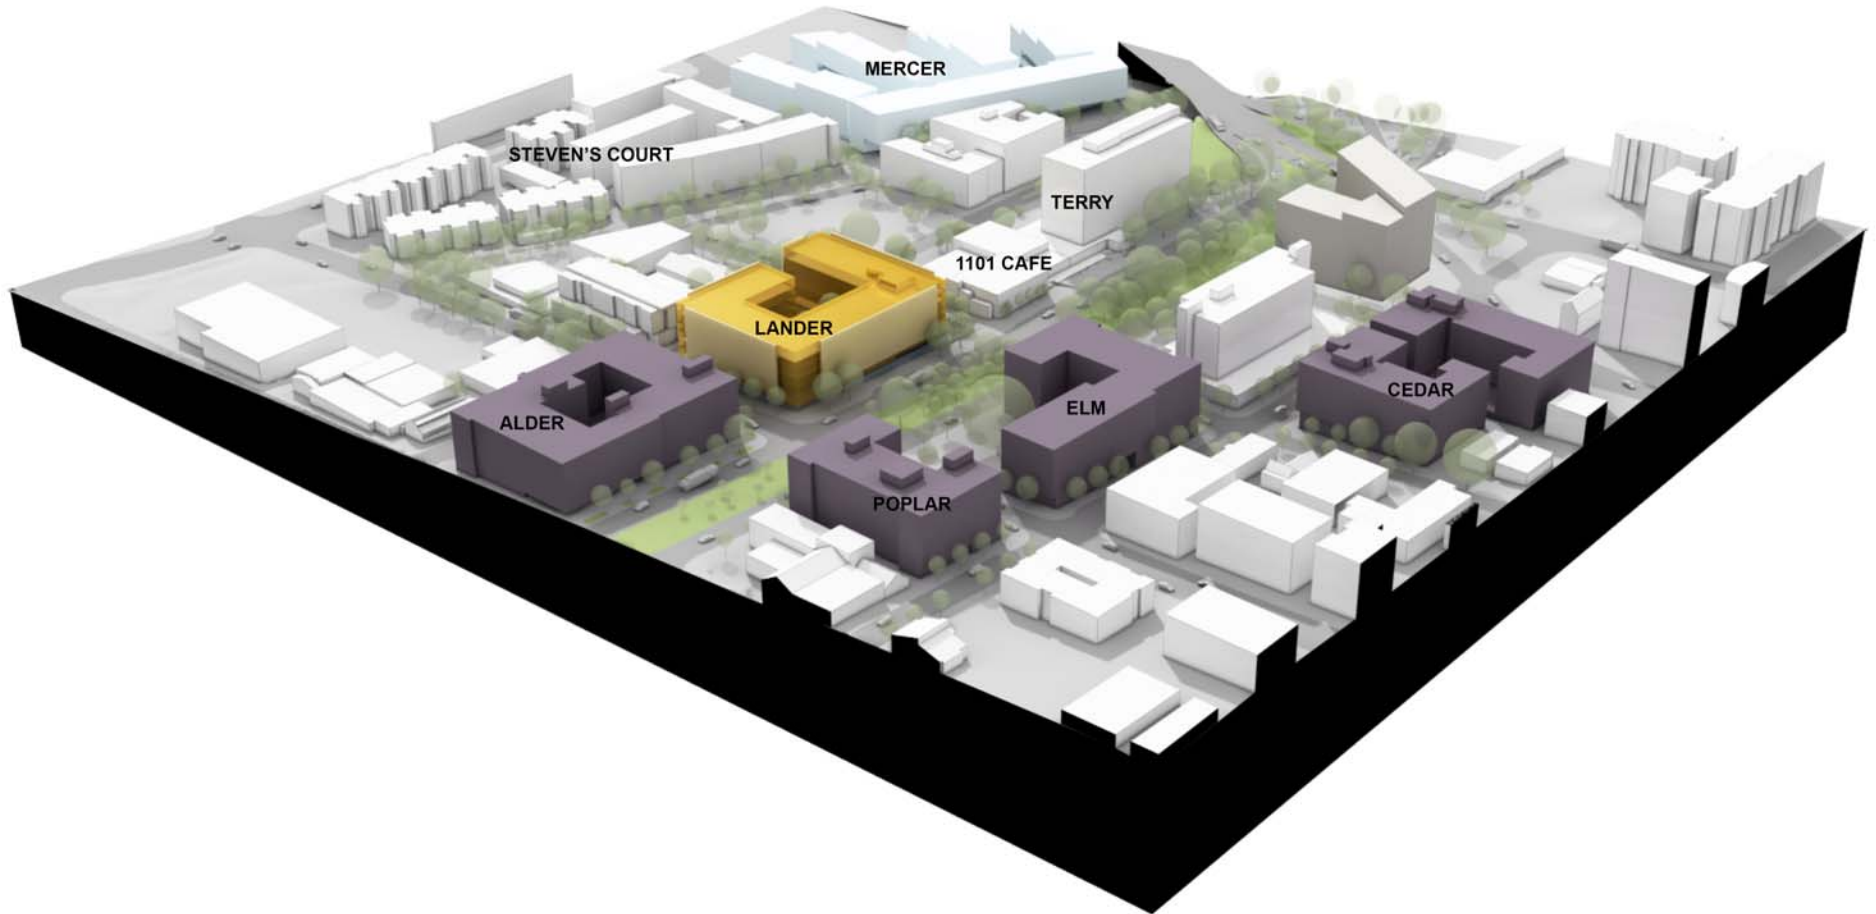 MERCER
STEVEN'S COURT
TERRY
1101 CAFE
LANDER
CEDAR
ELM
ALDER
POPLAR